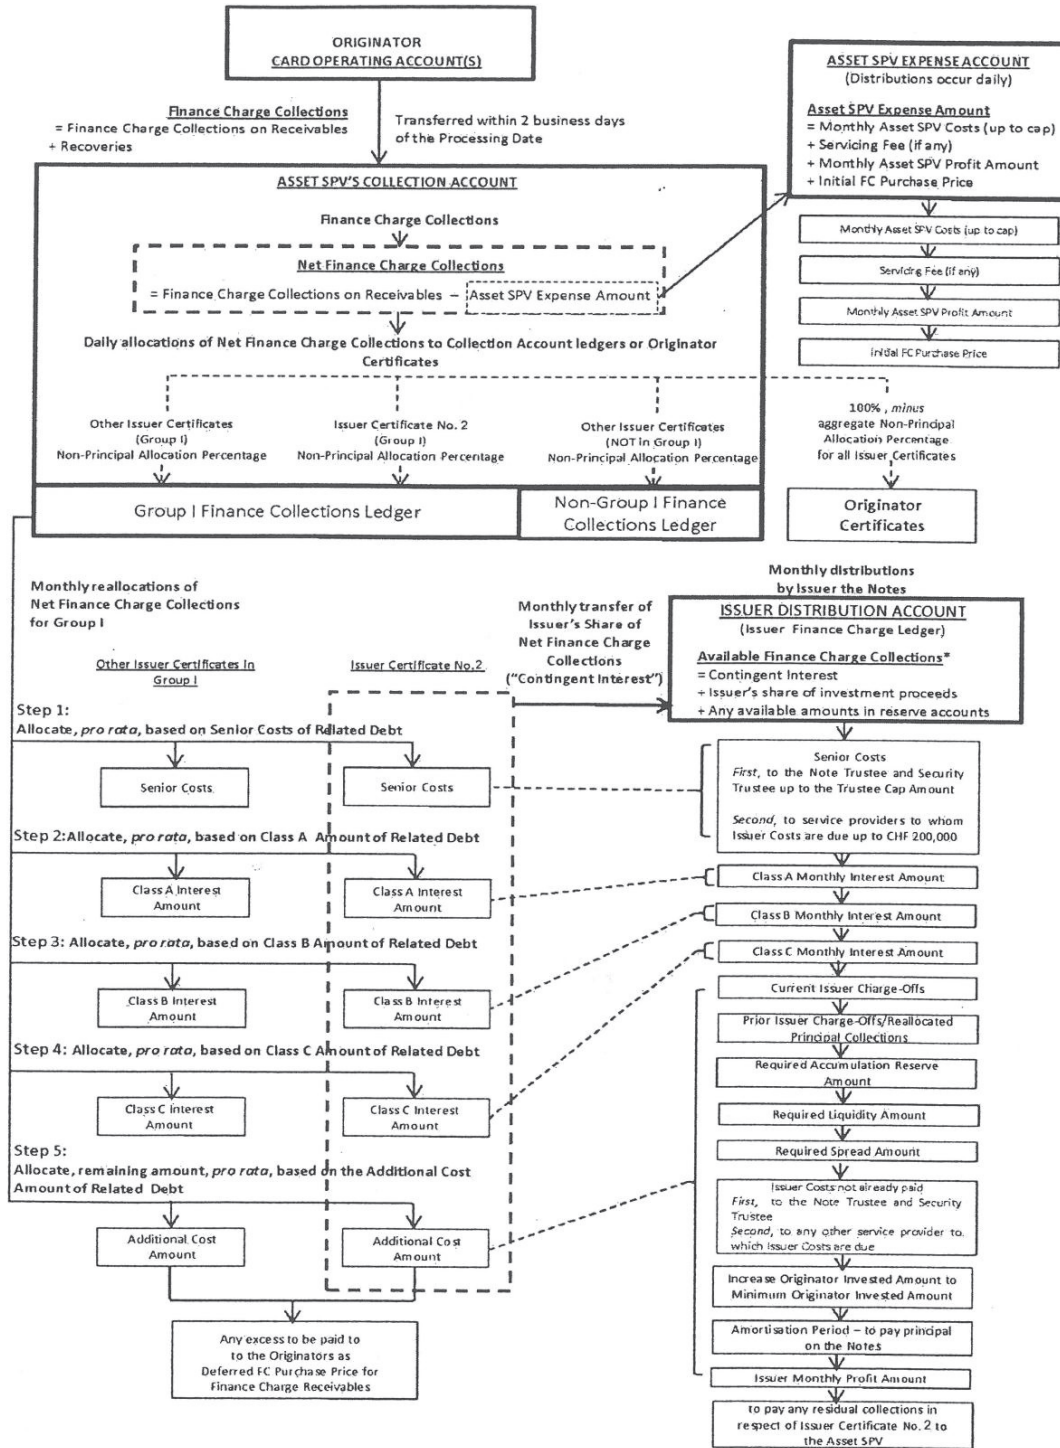 ORIGINATOR
CARD OPERATING ACCOUNT(S)
Finance Charge Collections
= Finance Charge Collections on Receivables
+ Recoveries
Transferred within 2 business days
of the Processing Date
ASSET SPV EXPENSE ACCOUNT
(Distributions occur daily)
Asset SPV Expense Amount
= Monthly Asset SPV Costs (up to cap)
+ Servicing Fee (if any)
+ Monthly Asset SPV Profit Amount
+ Initial FC Purchase Price
Monthly Asset SPV Costs (up to cap)
Servicing Fee (if any)
Monthly Asset SPV Profit Amount
Initial FC Purchase Price
ASSET SPV'S COLLECTION ACCOUNT
Finance Charge Collections
Net Finance Charge Collections
= Finance Charge Collections on Receivables – Asset SPV Expense Amount
Daily allocations of Net Finance Charge Collections to Collection Account ledgers or Originator
Certificates
Other Issuer Certificates
(Group I)
Non-Principal Allocation Percentage
Issuer Certificate No. 2
(Group I)
Non-Principal Allocation Percentage
Other Issuer Certificates
(NOT in Group I)
Non-Principal Allocation Percentage
100%, minus
aggregate Non-Principal
Allocation Percentage
for all Issuer Certificates
Group I Finance Collections Ledger
Non-Group I Finance
Collections Ledger
Originator
Certificates
Monthly reallocations of
Net Finance Charge Collections
for Group I
Other Issuer Certificates in
Group I
Issuer Certificate No.2
Monthly transfer of
Issuer's Share of
Net Finance Charge
Collections
("Contingent Interest")
Monthly distributions
by Issuer the Notes
ISSUER DISTRIBUTION ACCOUNT
(Issuer Finance Charge Ledger)
Available Finance Charge Collections*
= Contingent Interest
+ Issuer's share of investment proceeds
+ Any available amounts in reserve accounts
Step 1:
Allocate, pro rata, based on Senior Costs of Related Debt
Senior Costs
Senior Costs
Step 2:Allocate, pro rata, based on Class A Amount of Related Debt
Class A Interest
Amount
Class A Interest
Amount
Step 3: Allocate, pro rata, based on Class B Amount of Related Debt
Class B Interest
Amount
Class B Interest
Amount
Step 4: Allocate, pro rata, based on Class C Amount of Related Debt
Class C Interest
Amount
Class C Interest
Amount
Step 5:
Allocate, remaining amount, pro rata, based on the Additional Cost
Amount of Related Debt
Additional Cost
Amount
Additional Cost
Amount
Any excess to be paid to
to the Originators as
Deferred FC Purchase Price for
Finance Charge Receivables
Senior Costs
First, to the Note Trustee and Security
Trustee up to the Trustee Cap Amount
Second, to service providers to whom
Issuer Costs are due up to CHF 200,000
Class A Monthly Interest Amount
Class B Monthly Interest Amount
Class C Monthly Interest Amount
Current Issuer Charge-Offs
Prior Issuer Charge-Offs/Reallocated
Principal Collections
Required Accumulation Reserve
Amount
Required Liquidity Amount
Required Spread Amount
Issuer Costs not already paid
First, to the Note Trustee and Security
Trustee
Second, to any other service provider to
which Issuer Costs are due
Increase Originator Invested Amount to
Minimum Originator Invested Amount
Amortisation Period – to pay principal
on the Notes
Issuer Monthly Profit Amount
to pay any residual collections in
respect of Issuer Certificate No. 2 to
the Asset SPV